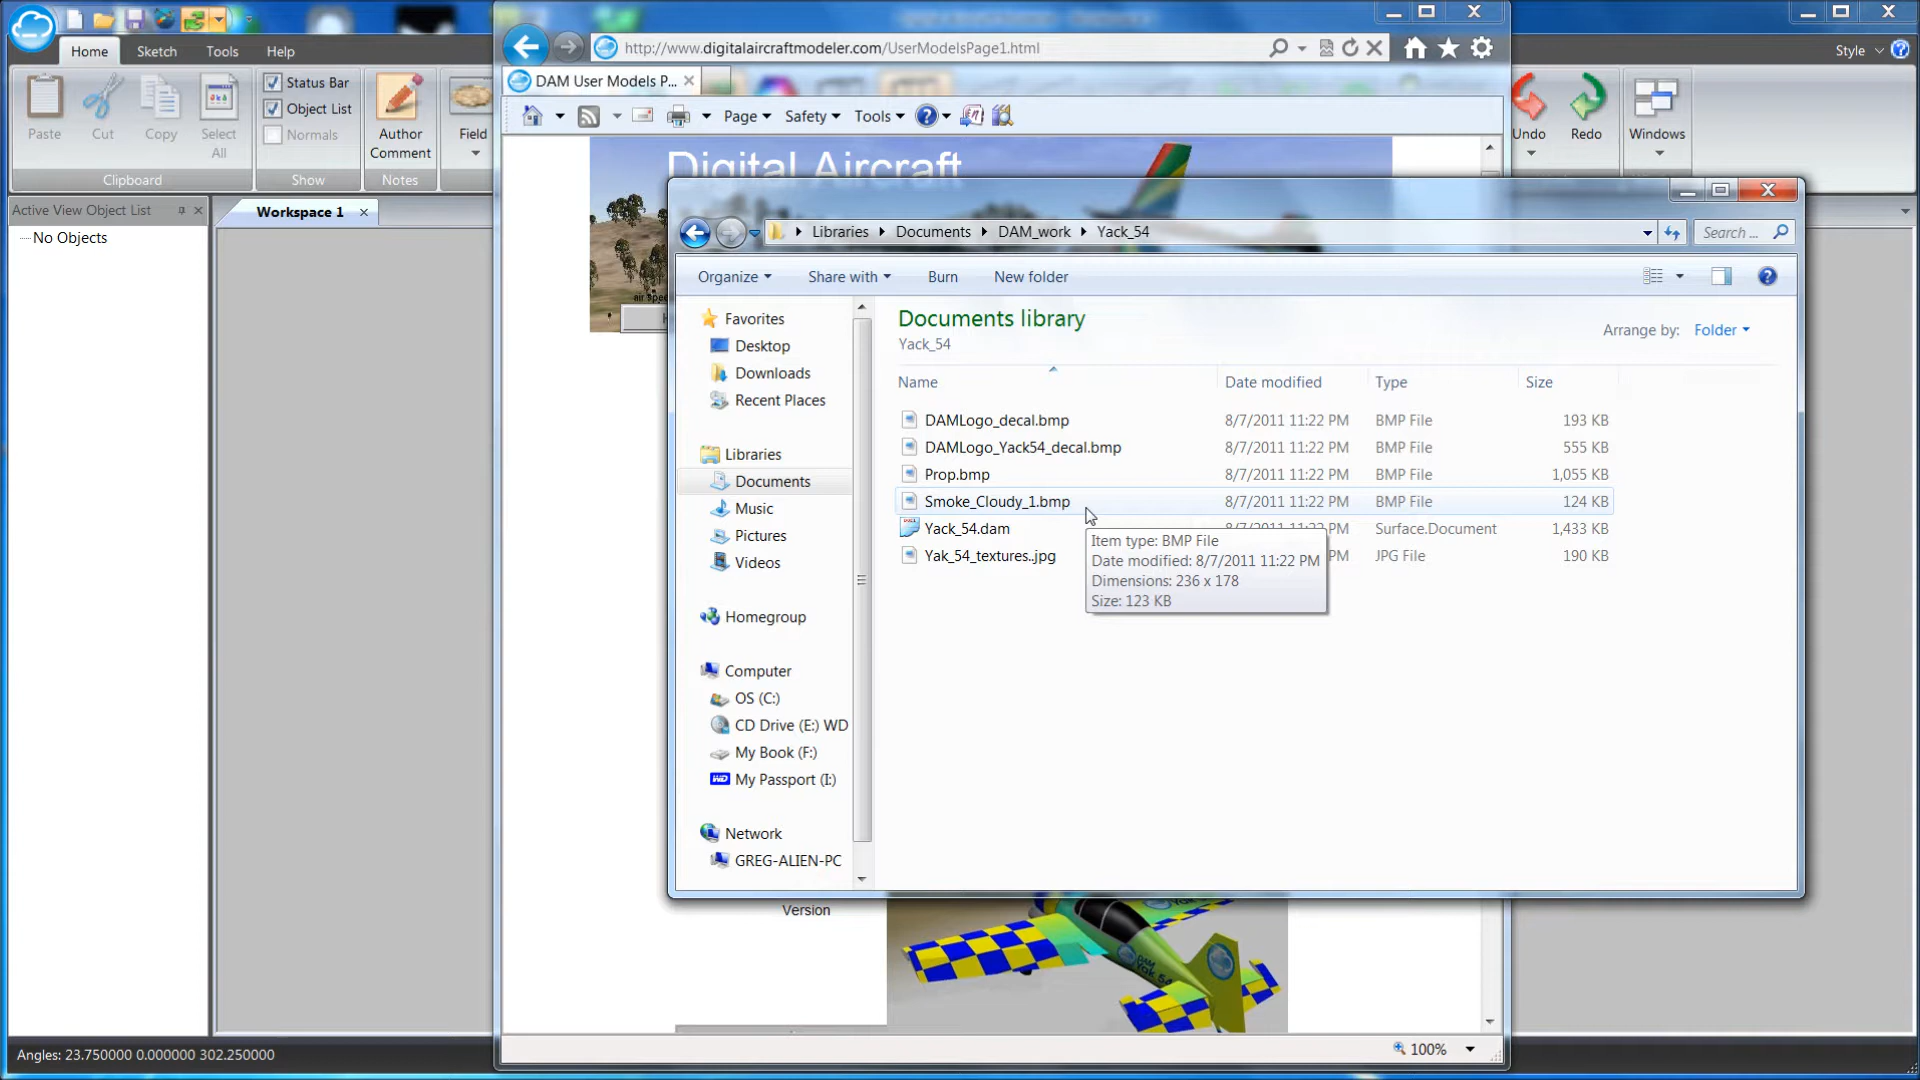 Home
Sketch
Tools
Help
Style
Paste
Cut
Copy
Select
All
Clipboard
Status Bar
Object List
Normals
Show
Author
Comment
Notes
Field
Undo
Redo
Windows
Active View Object List
No Objects
Workspace 1
http://www.digitalaircraftmodeler.com/UserModelsPage1.html
DAM User Models P...
Page
Safety
Tools
Digital Aircraft
Libraries
Documents
DAM_work
Yack_54
Search ...
Organize
Share with
Burn
New folder
Favorites
Desktop
Downloads
Recent Places
Libraries
Documents
Music
Pictures
Videos
Homegroup
Computer
OS (C:)
CD Drive (E:) WD
My Book (F:)
My Passport (I:)
Network
GREG-ALIEN-PC
Documents library
Yack_54
Arrange by: Folder
Name Date modified Type Size
DAMLogo_decal.bmp 8/7/2011 11:22 PM BMP File 193 KB
DAMLogo_Yack54_decal.bmp 8/7/2011 11:22 PM BMP File 555 KB
Prop.bmp 8/7/2011 11:22 PM BMP File 1,055 KB
Smoke_Cloudy_1.bmp 8/7/2011 11:22 PM BMP File 124 KB
Yack_54.dam 8/7/2011 11:22 PM Surface.Document 1,433 KB
Yak_54_textures..jpg PM JPG File 190 KB
Item type: BMP File
Date modified: 8/7/2011 11:22 PM
Dimensions: 236 x 178
Size: 123 KB
Version
DAM
Yak 54
100%
Angles: 23.750000 0.000000 302.250000